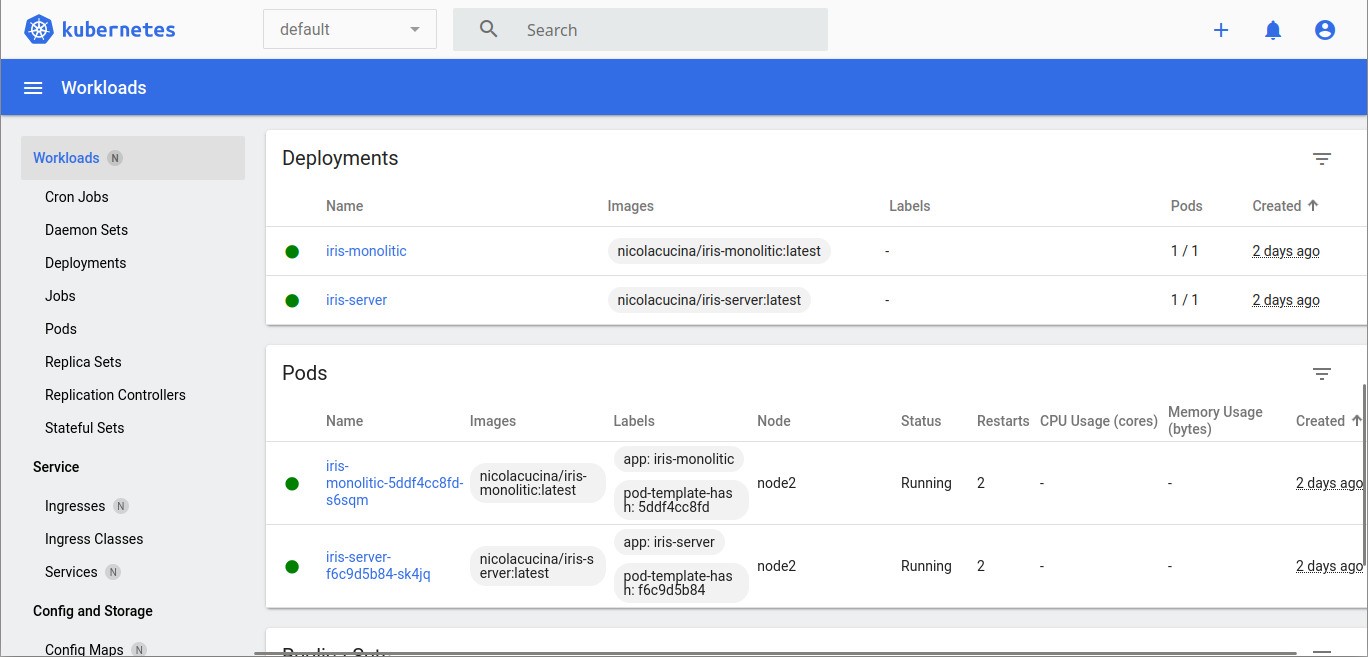 kubernetes
default
Search
Workloads
Workloads N
Cron Jobs
Daemon Sets
Deployments
Jobs
Pods
Replica Sets
Replication Controllers
Stateful Sets
Service
Ingresses N
Ingress Classes
Services N
Config and Storage
Config Maps N
Deployments
Name Images Labels Pods Created
iris-monolitic nicolacucina/iris-monolitic:latest - 1 / 1 2 days ago
iris-server nicolacucina/iris-server:latest - 1 / 1 2 days ago
Pods
Name Images Labels Node Status Restarts CPU Usage (cores) Memory Usage
(bytes) Created
iris-
monolitic-5ddf4cc8fd-
s6sqm
nicolacucina/iris-
monolitic:latest
app: iris-monolitic
pod-template-has
h: 5ddf4cc8fd
node2 Running 2 - - 2 days ago
iris-server-
f6c9d5b84-sk4jq
nicolacucina/iris-s
erver:latest
app: iris-server
pod-template-has
h: f6c9d5b84
node2 Running 2 - - 2 days ago
Replica Sets